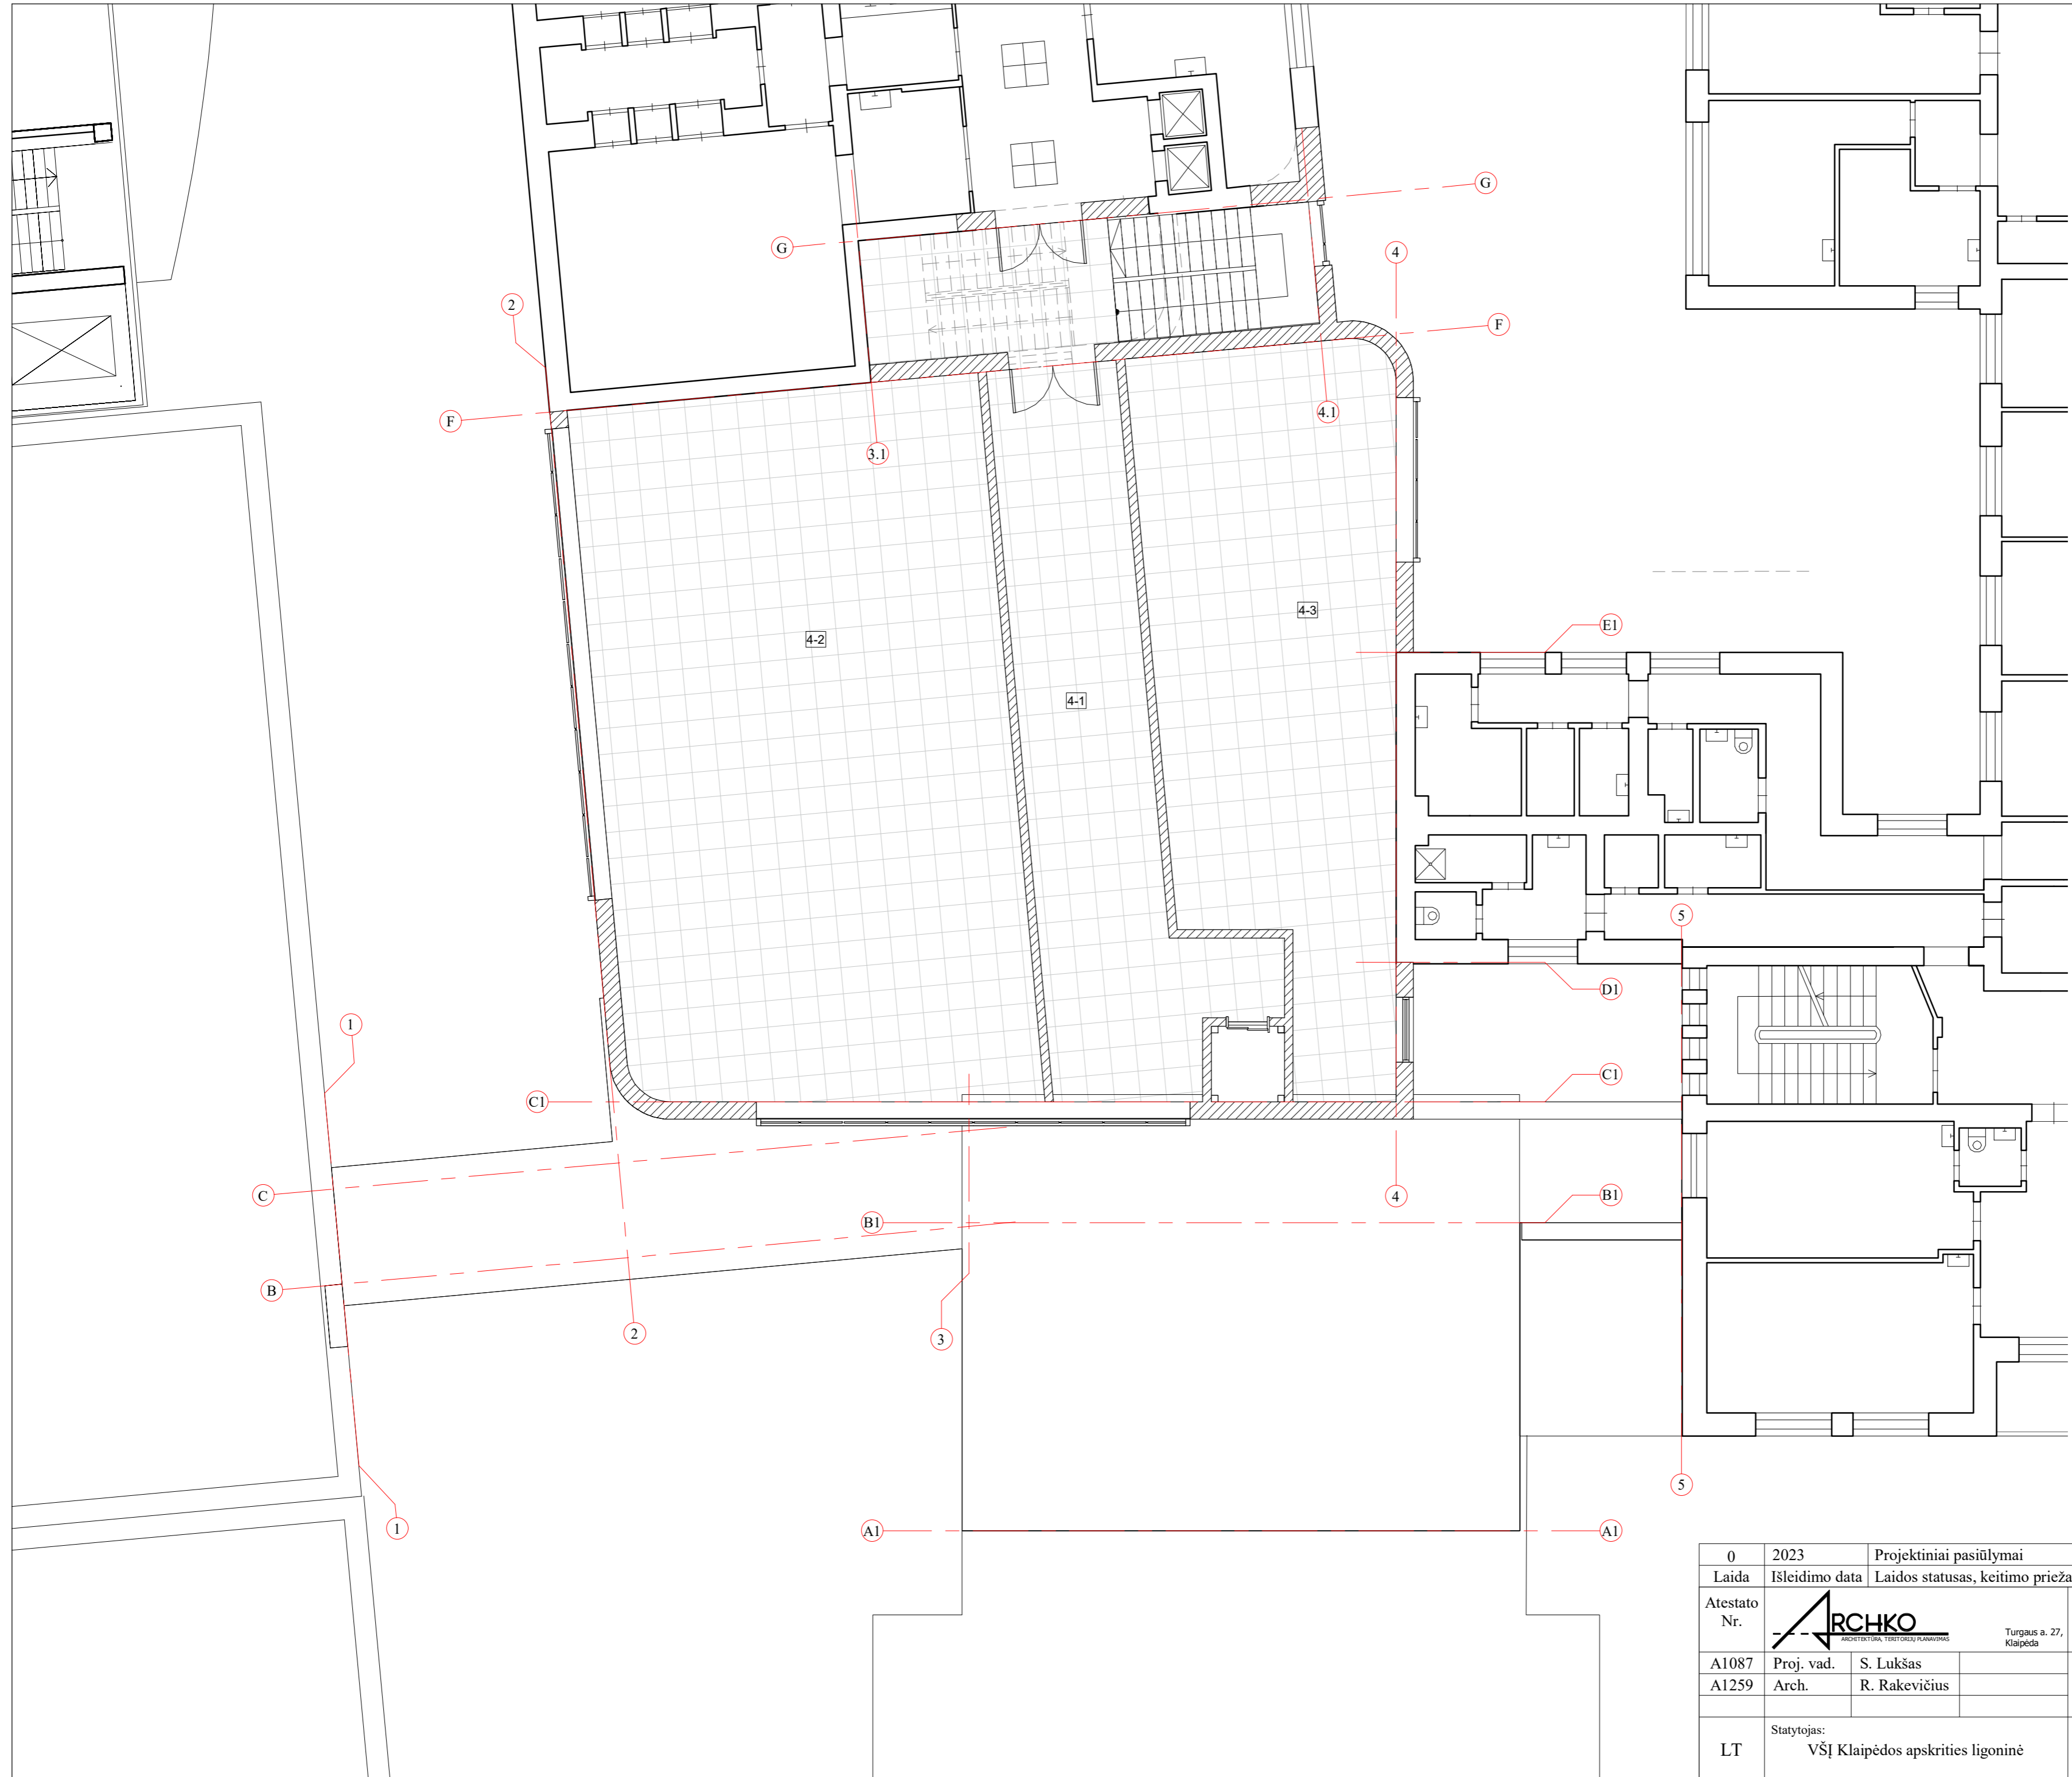 G
G
4
2
F
F
4.1
3.1
4-3
E1
4-2
4-1
5
D1
1
C1
C1
C
4
B1
B1
B
2
3
5
1
A1
A1
0 2023 Projektiniai pasiūlymai
Laida Išleidimo data Laidos statusas, keitimo prieža
Atestato
Nr.
ARCHKO
ARCHITEKTŪRA, TERITORIJŲ PLANAVIMAS
Turgaus a. 27,
Klaipėda
A1087 Proj. vad. S. Lukšas
A1259 Arch. R. Rakevičius
Statytojas:
LT VŠĮ Klaipėdos apskrities ligoninė